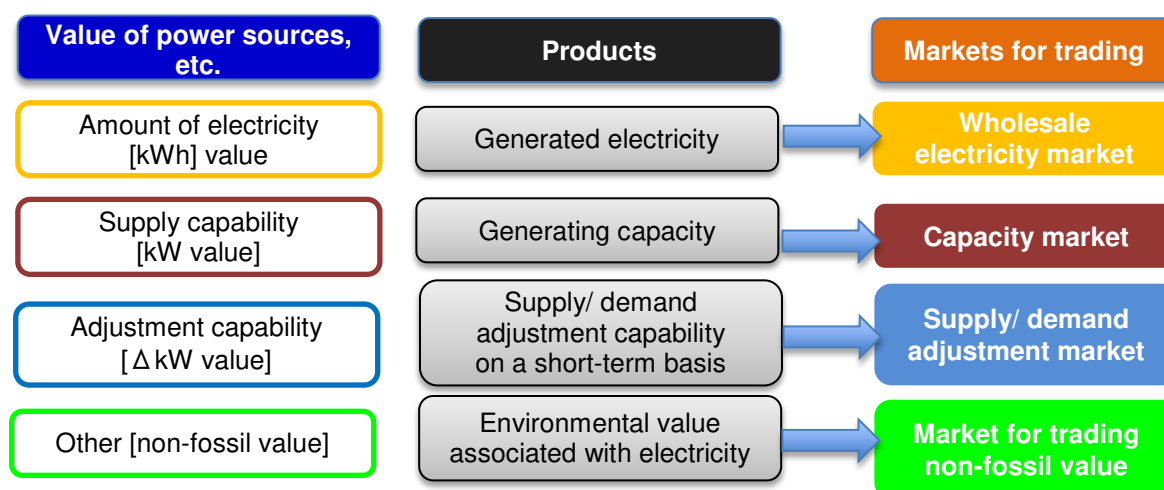 Value of power sources,
etc.
Products
Markets for trading
Amount of electricity
[kWh] value
Generated electricity
Wholesale
electricity market
Supply capability
[kW value]
Generating capacity
Capacity market
Adjustment capability
[ΔkW value]
Supply/ demand
adjustment capability
on a short-term basis
Supply/ demand
adjustment market
Other [non-fossil value]
Environmental value
associated with electricity
Market for trading
non-fossil value